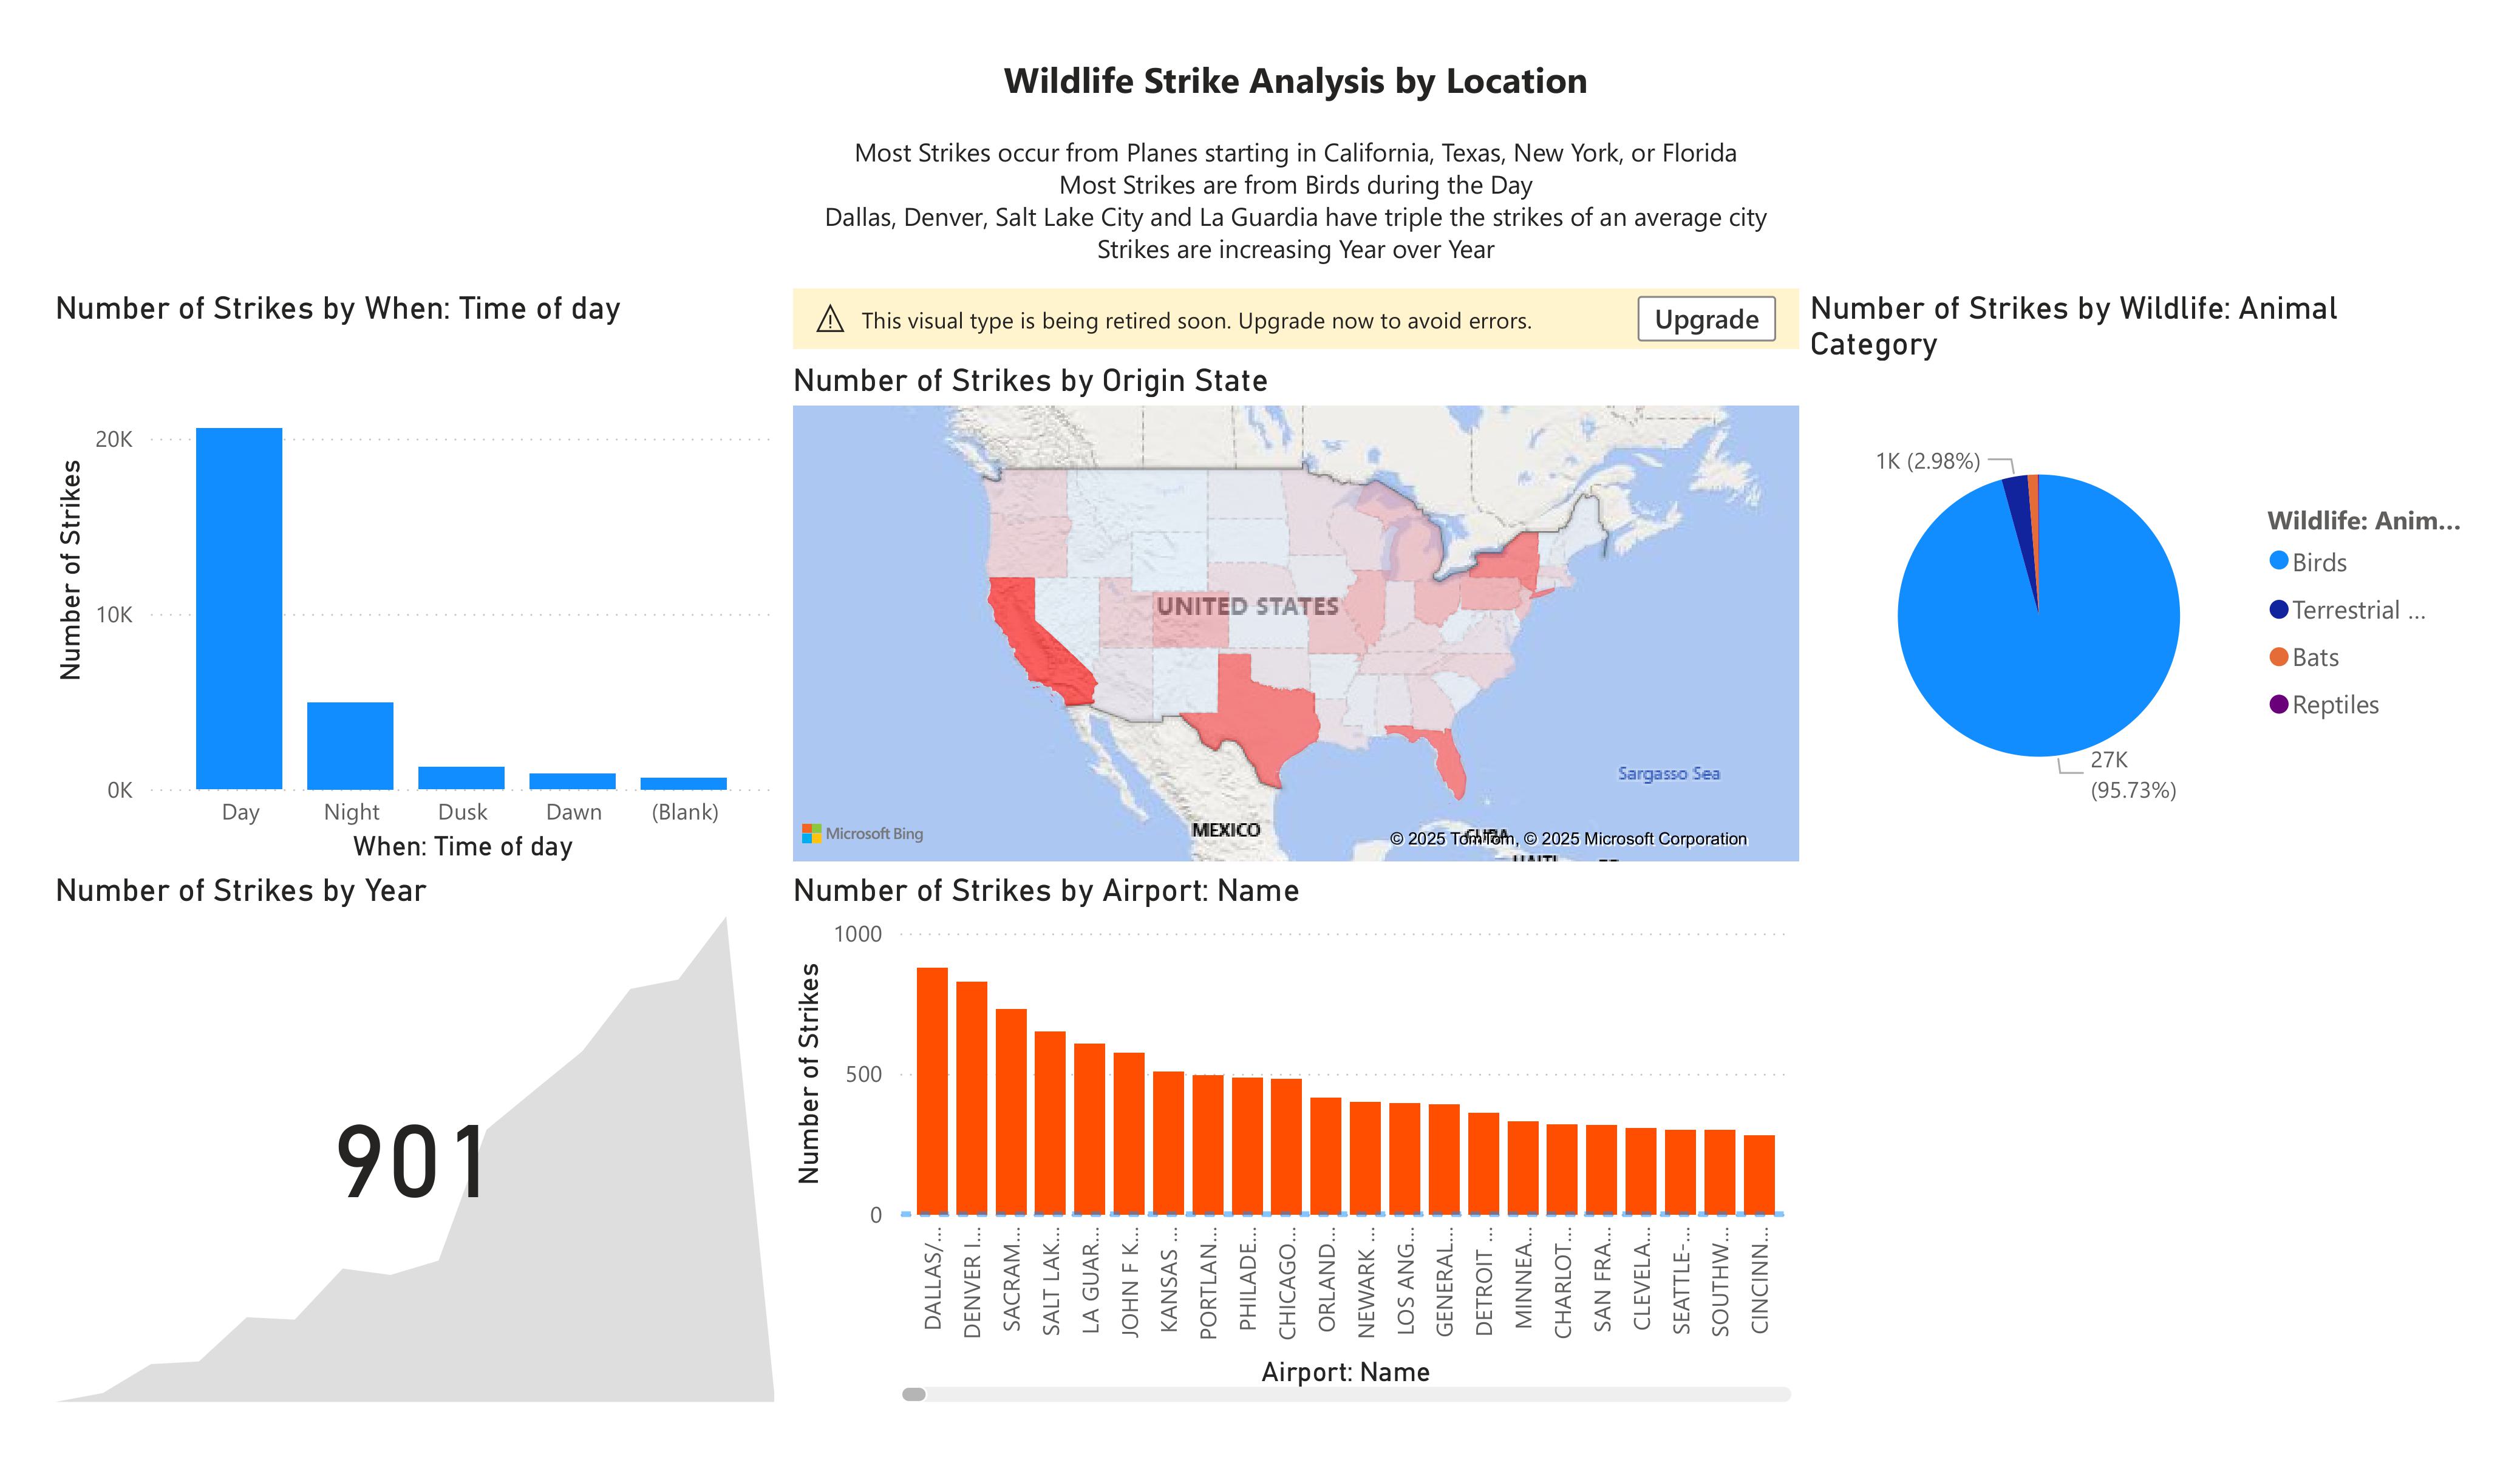 Wildlife Strike Analysis by Location
Most Strikes occur from Planes starting in California, Texas, New York, or Florida
Most Strikes are from Birds during the Day
Dallas, Denver, Salt Lake City and La Guardia have triple the strikes of an average city
Strikes are increasing Year over Year
Number of Strikes by When: Time of day
Number of Strikes
20K
10K
0K
Day
Night
Dusk
Dawn
(Blank)
When: Time of day
This visual type is being retired soon. Upgrade now to avoid errors.
Upgrade
Number of Strikes by Origin State
UNITED STATES
Sargasso Sea
MEXICO
CUBA
Microsoft Bing
© 2025 TomTom, © 2025 Microsoft Corporation
HAITI
Number of Strikes by Wildlife: Animal
Category
1K (2.98%)
27K
(95.73%)
Wildlife: Anim...
Birds
Terrestrial ...
Bats
Reptiles
Number of Strikes by Year
901
Number of Strikes by Airport: Name
Number of Strikes
1000
500
0
DALLAS/...
DENVER I...
SACRAM...
SALT LAK...
LA GUAR...
JOHN F K...
KANSAS ...
PORTLAN...
PHILADE...
CHICAGO...
ORLAND...
NEWARK ...
LOS ANG...
GENERAL...
DETROIT ...
MINNEA...
CHARLOT...
SAN FRA...
CLEVELA...
SEATTLE-...
SOUTHW...
CINCINN...
Airport: Name